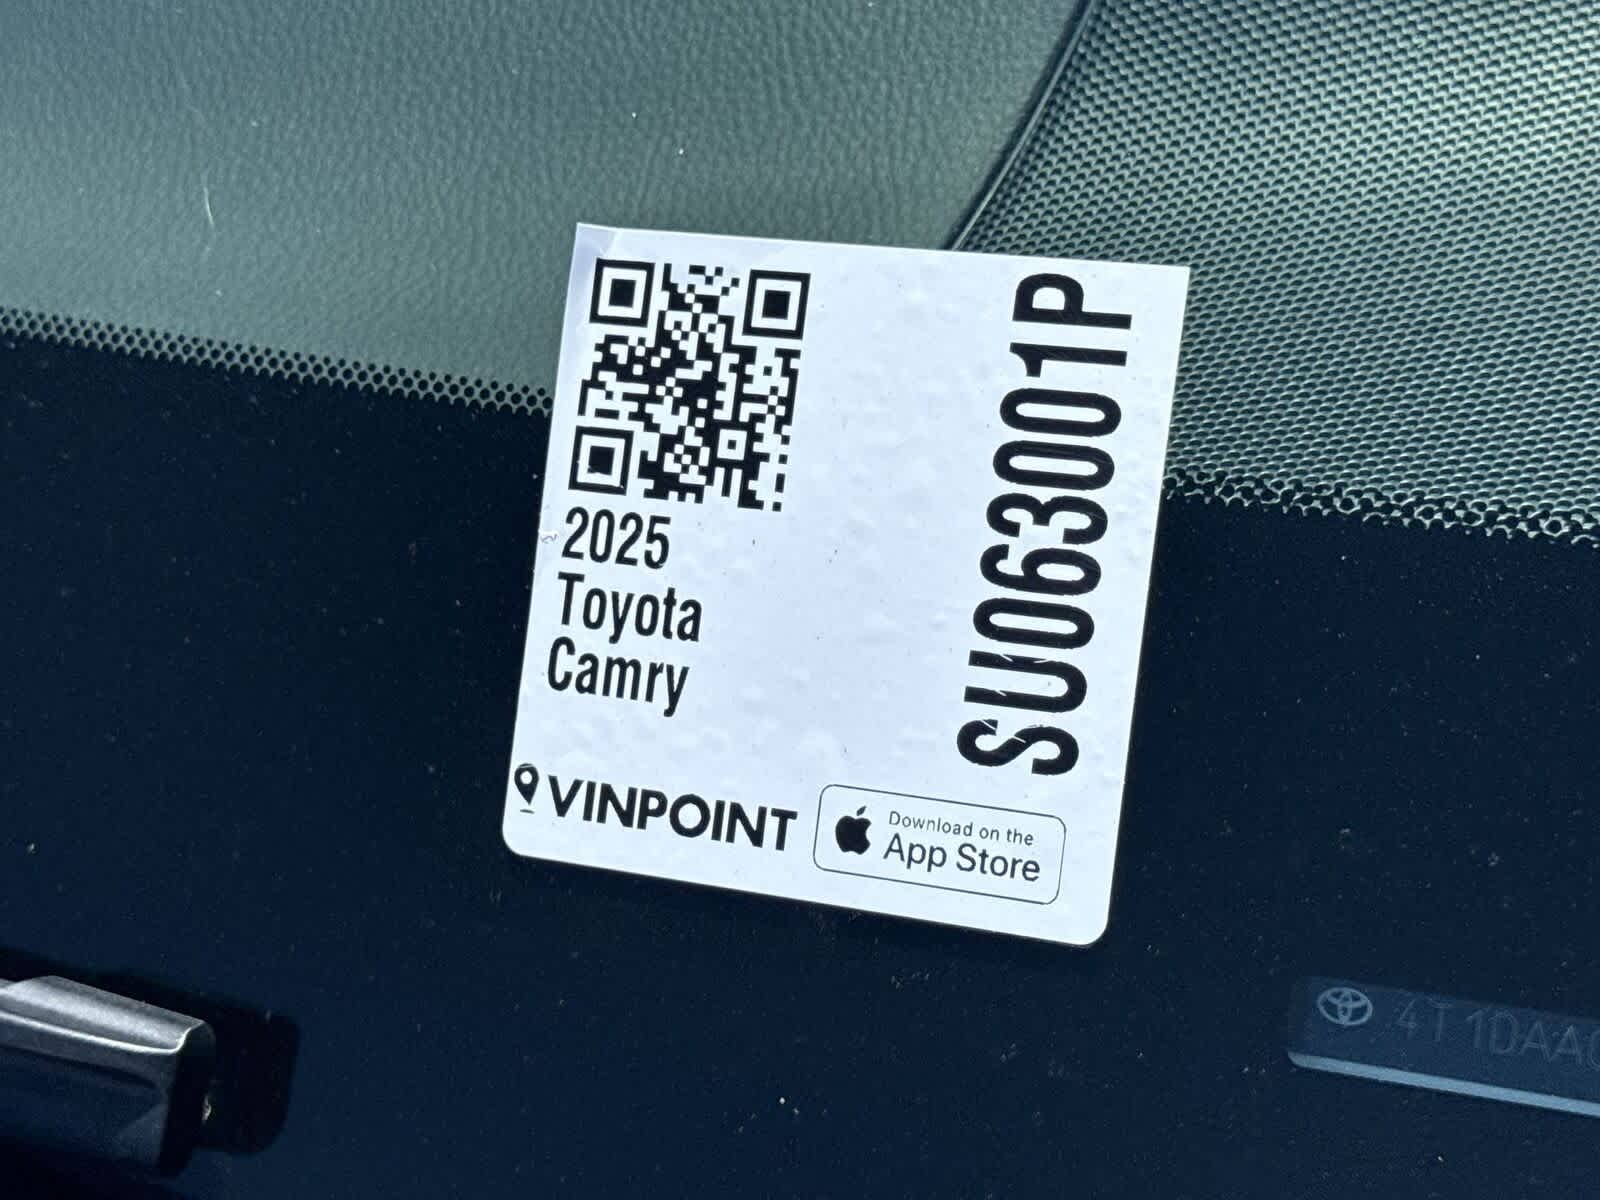 2025
Toyota
Camry
SU063001P
VINPOINT
Download on the
App Store
4T1DAA